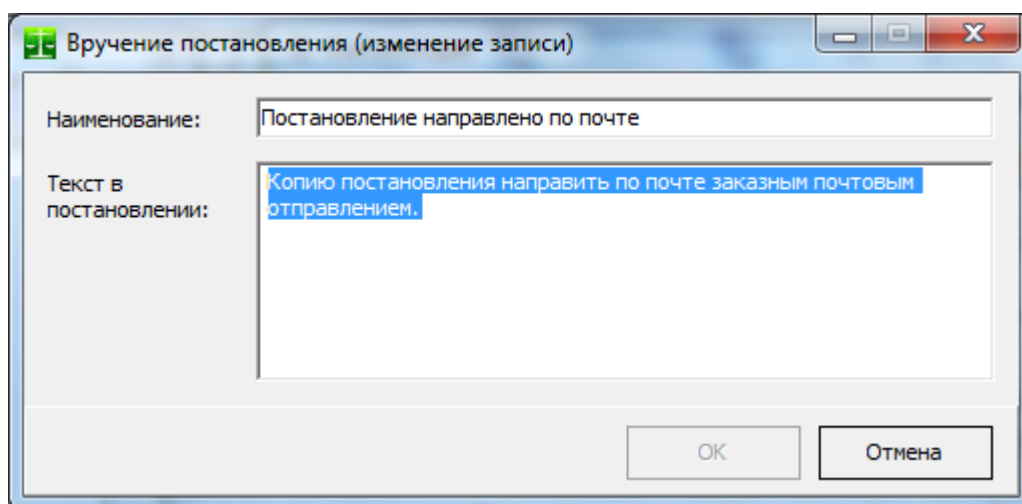 Вручение постановления (изменение записи)
Наименование: Постановление направлено по почте
Текст в
постановлении:
Копию постановления направить по почте заказным почтовым
отправлением.
OK Отмена